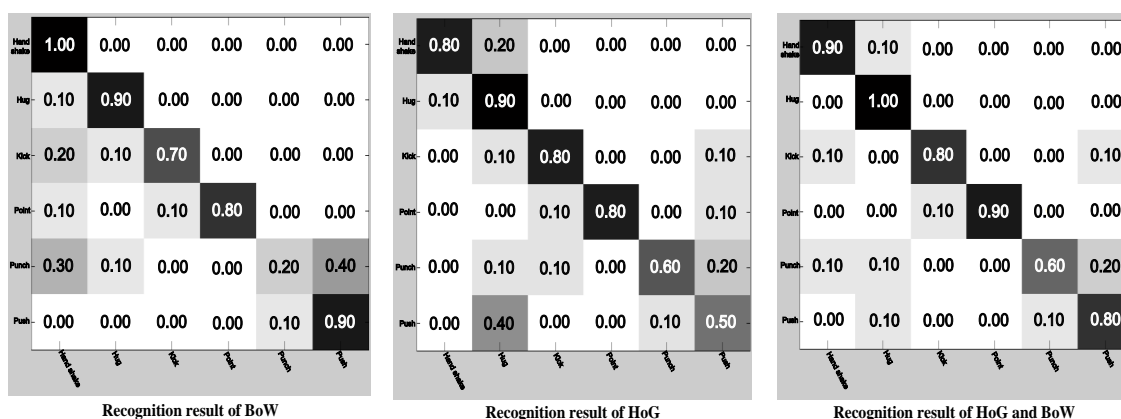 Hand shake 1.00 0.00 0.00 0.00 0.00 0.00
Hug 0.10 0.90 0.00 0.00 0.00 0.00
Kick 0.20 0.10 0.70 0.00 0.00 0.00
Point 0.10 0.00 0.10 0.80 0.00 0.00
Punch 0.30 0.10 0.00 0.00 0.20 0.40
Push 0.00 0.00 0.00 0.00 0.10 0.90
Hand shake Hug Kick Point Punch Push
Recognition result of BoW
Hand shake 0.80 0.20 0.00 0.00 0.00 0.00
Hug 0.10 0.90 0.00 0.00 0.00 0.00
Kick 0.00 0.10 0.80 0.00 0.00 0.10
Point 0.00 0.00 0.10 0.80 0.00 0.10
Punch 0.00 0.10 0.10 0.00 0.60 0.20
Push 0.00 0.40 0.00 0.00 0.10 0.50
Hand shake Hug Kick Point Punch Push
Recognition result of HoG
Hand shake 0.90 0.10 0.00 0.00 0.00 0.00
Hug 0.00 1.00 0.00 0.00 0.00 0.00
Kick 0.10 0.00 0.80 0.00 0.00 0.10
Point 0.00 0.00 0.10 0.90 0.00 0.00
Punch 0.10 0.10 0.00 0.00 0.60 0.20
Push 0.00 0.10 0.00 0.00 0.10 0.80
Hand shake Hug Kick Point Punch Push
Recognition result of HoG and BoW